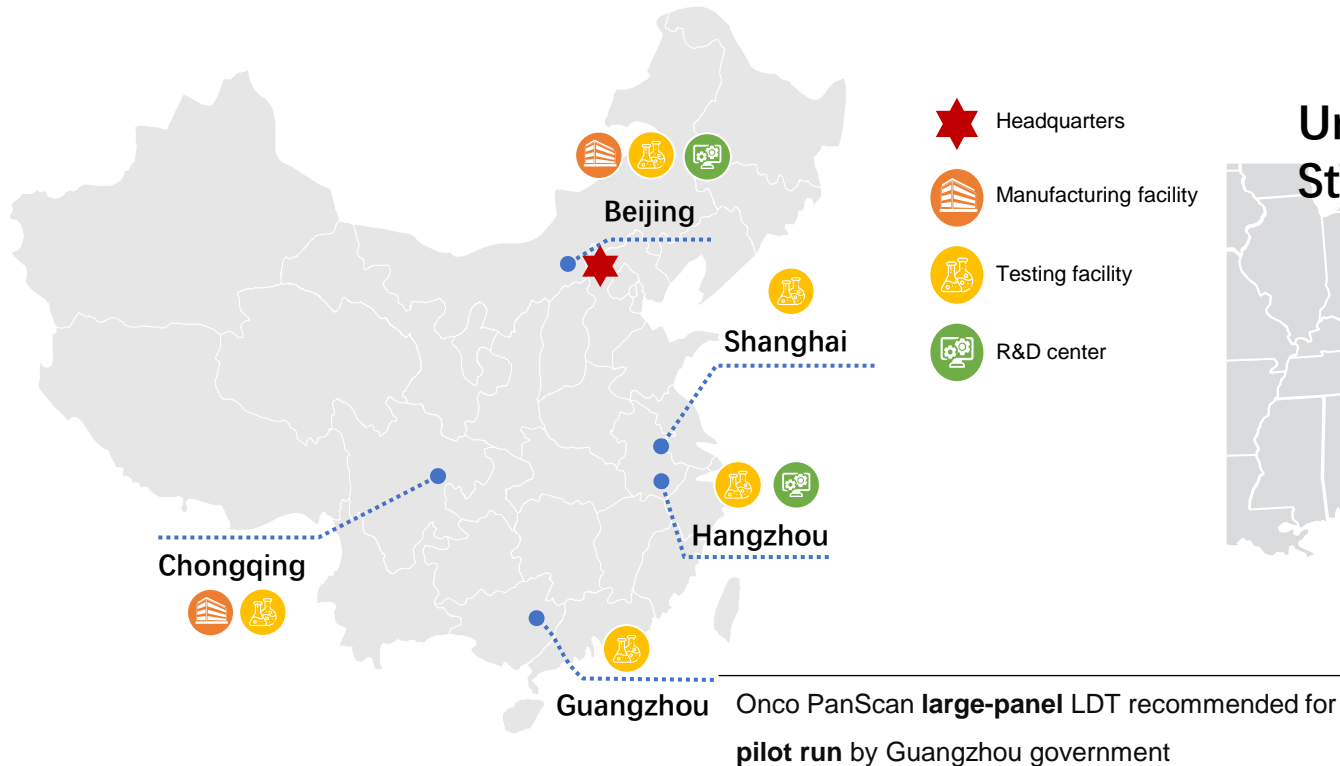 Headquarters
Manufacturing facility
Testing facility
R&D center
Beijing
Shanghai
Hangzhou
Chongqing
Guangzhou
Onco PanScan large-panel LDT recommended for
pilot run by Guangzhou government